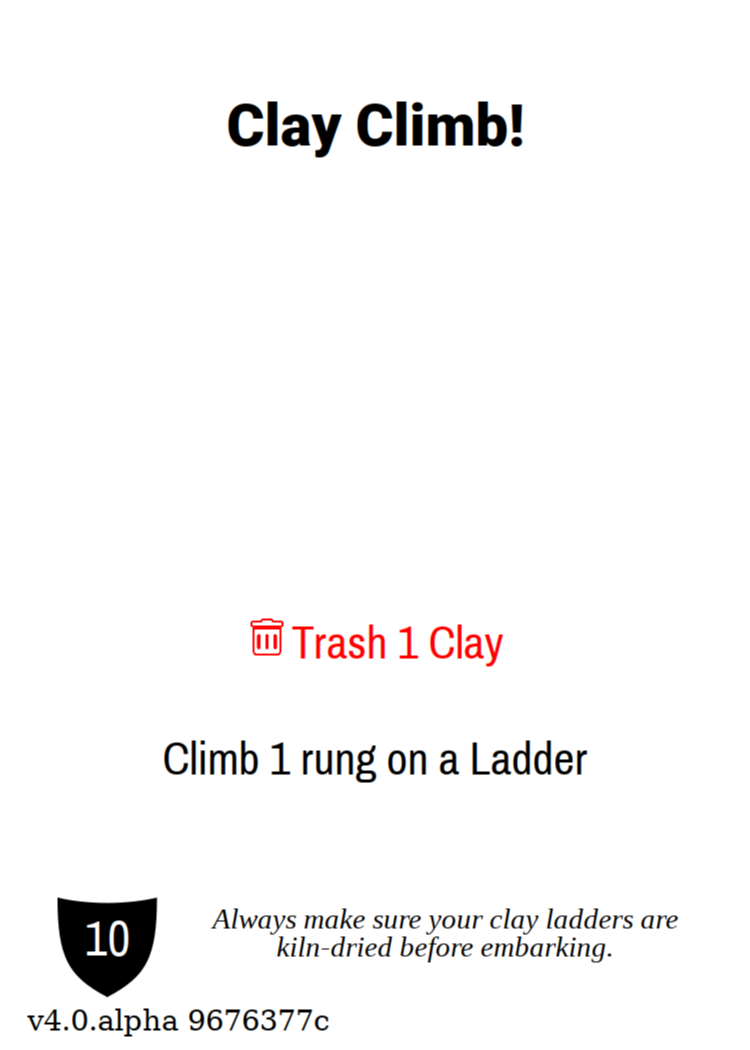 Clay Climb!
Trash 1 Clay
Climb 1 rung on a Ladder
10
Always make sure your clay ladders are
kiln-dried before embarking.
v4.0.alpha 9676377c